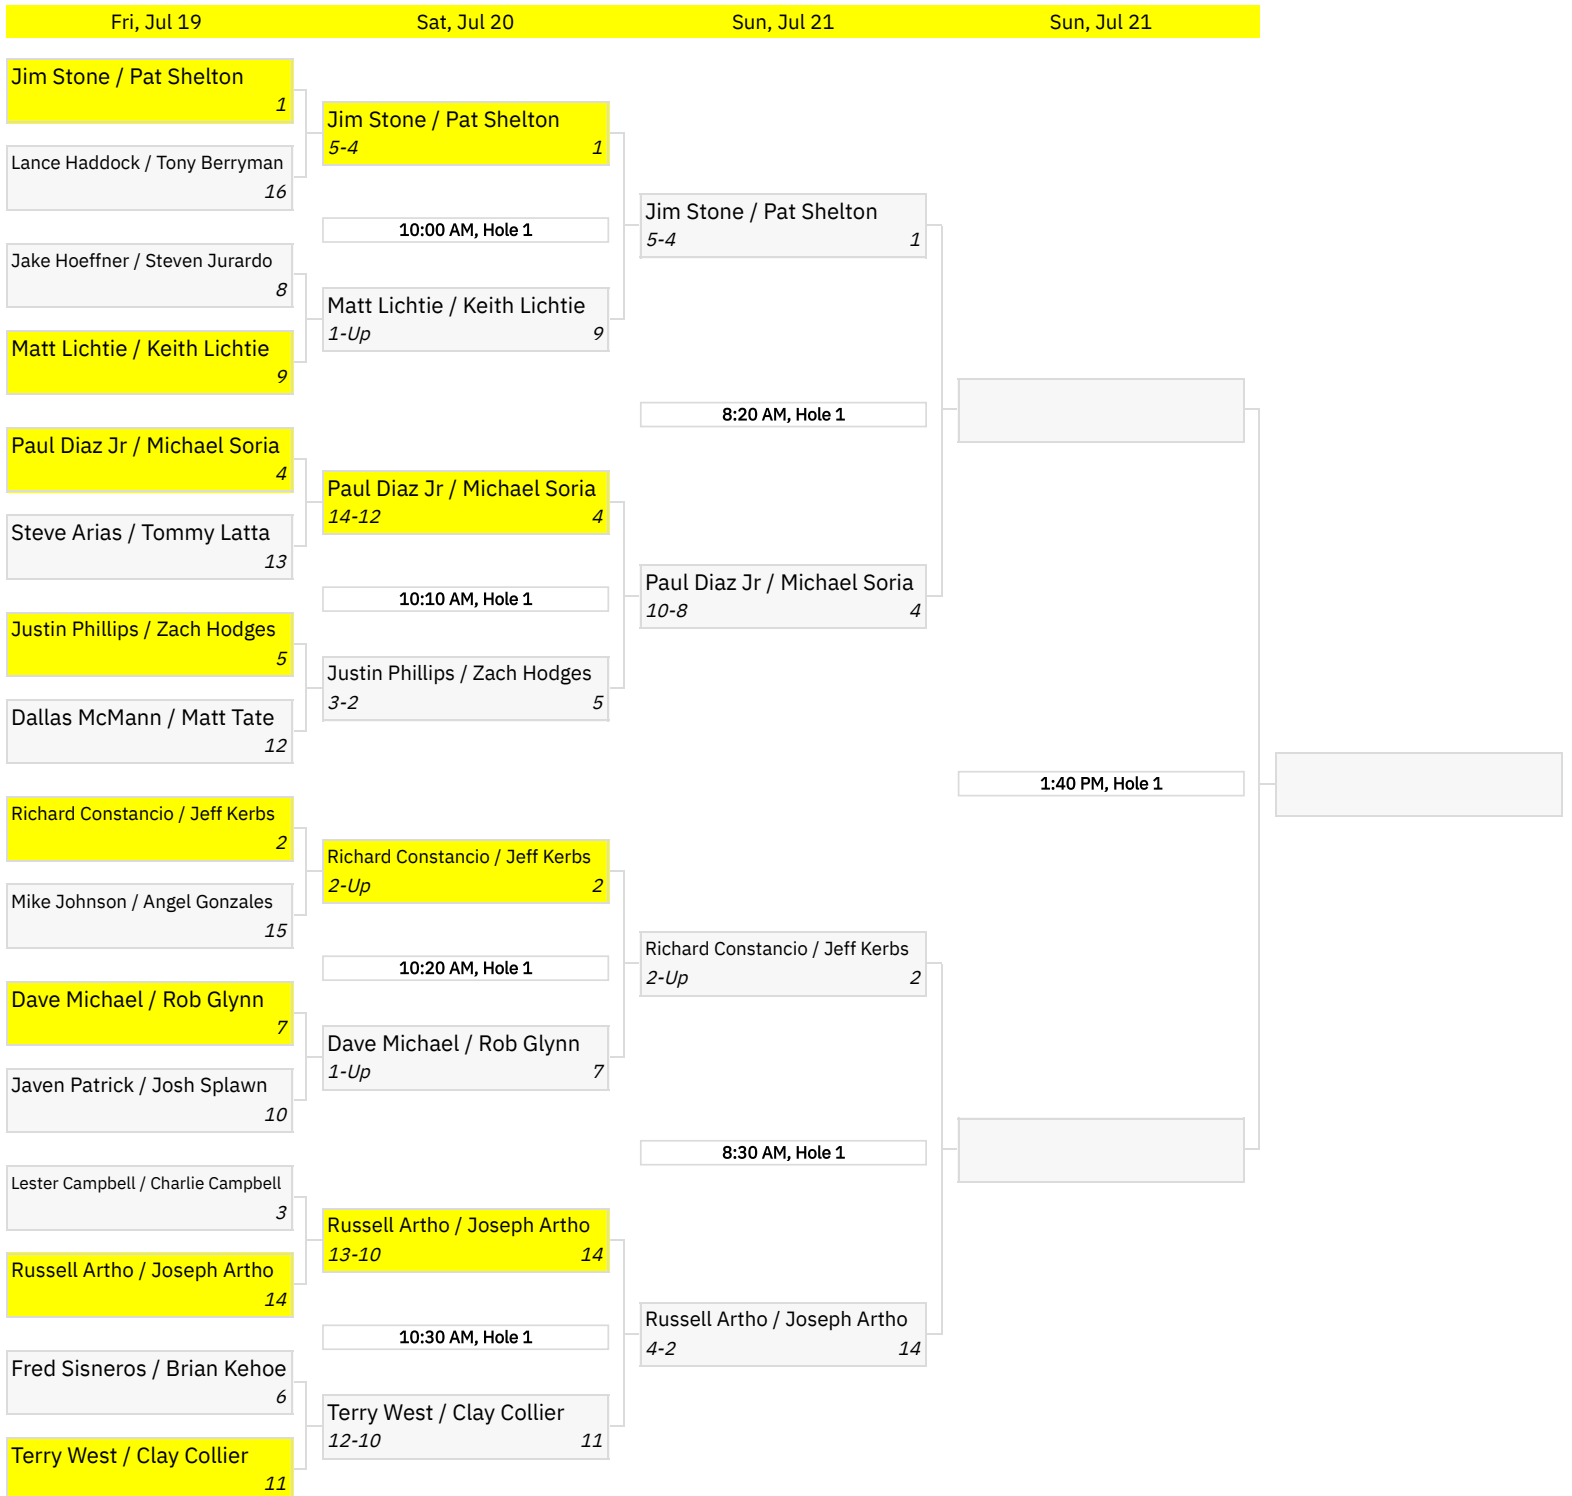 Fri, Jul 19
Sat, Jul 20
Sun, Jul 21
Sun, Jul 21
Jim Stone / Pat Shelton
1
Lance Haddock / Tony Berryman
16
Jake Hoeffner / Steven Jurardo
8
Matt Lichtie / Keith Lichtie
9
Paul Diaz Jr / Michael Soria
4
Steve Arias / Tommy Latta
13
Justin Phillips / Zach Hodges
5
Dallas McMann / Matt Tate
12
Richard Constancio / Jeff Kerbs
2
Mike Johnson / Angel Gonzales
15
Dave Michael / Rob Glynn
7
Javen Patrick / Josh Splawn
10
Lester Campbell / Charlie Campbell
3
Russell Artho / Joseph Artho
14
Fred Sisneros / Brian Kehoe
6
Terry West / Clay Collier
11
Jim Stone / Pat Shelton
5-4 1
10:00 AM, Hole 1
Matt Lichtie / Keith Lichtie
1-Up 9
Paul Diaz Jr / Michael Soria
14-12 4
10:10 AM, Hole 1
Justin Phillips / Zach Hodges
3-2 5
Richard Constancio / Jeff Kerbs
2-Up 2
10:20 AM, Hole 1
Dave Michael / Rob Glynn
1-Up 7
Russell Artho / Joseph Artho
13-10 14
10:30 AM, Hole 1
Terry West / Clay Collier
12-10 11
Jim Stone / Pat Shelton
5-4 1
8:20 AM, Hole 1
Paul Diaz Jr / Michael Soria
10-8 4
Richard Constancio / Jeff Kerbs
2-Up 2
8:30 AM, Hole 1
Russell Artho / Joseph Artho
4-2 14
1:40 PM, Hole 1